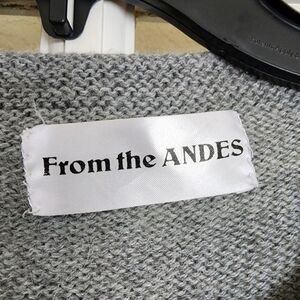 From the ANDES